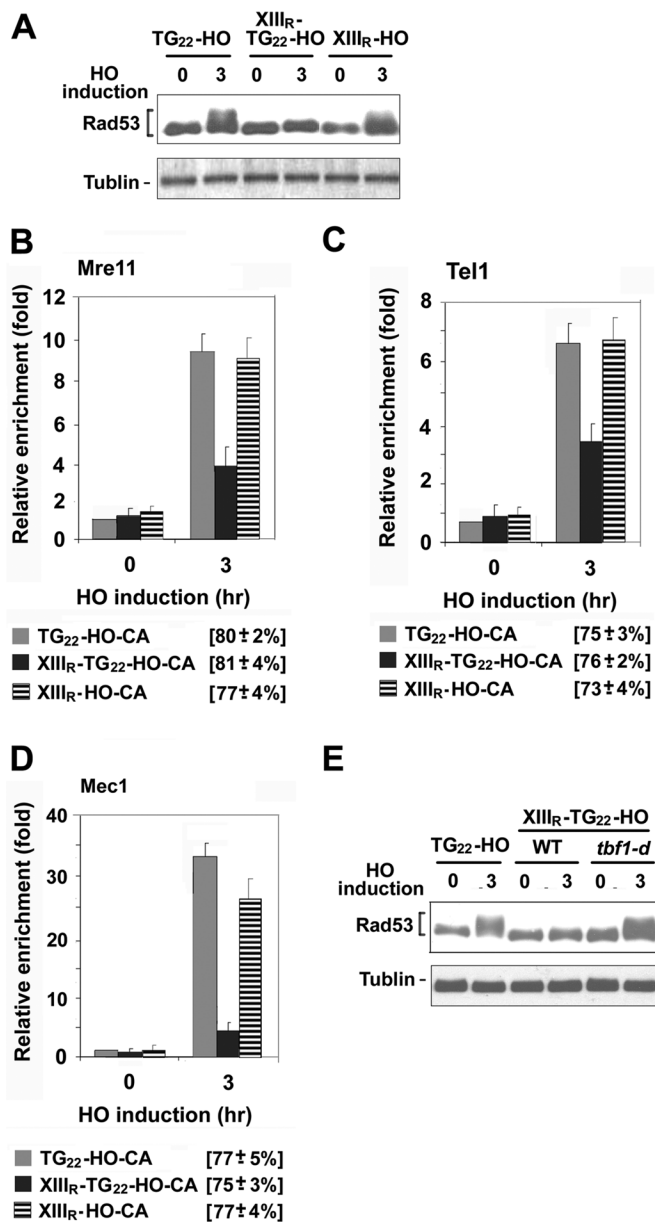 A
TG22-HO
XIIIR-
TG22-HO
XIIIR-HO
HO
induction
0 3 0 3 0 3
Rad53
Tublin -
B
Mre11
Relative enrichment (fold)
12
10
8
6
4
2
0
0 3
HO induction (hr)
TG22-HO-CA [80±2%]
XIIIR-TG22-HO-CA [81±4%]
XIIIR-HO-CA [77±4%]
C
Tel1
Relative enrichment (fold)
8
6
4
2
0
0 3
HO induction (hr)
TG22-HO-CA [75±3%]
XIIIR-TG22-HO-CA [76±2%]
XIIIR-HO-CA [73±4%]
D
Mec1
Relative enrichment (fold)
40
30
20
10
0
0 3
HO induction (hr)
TG22-HO-CA [77±5%]
XIIIR-TG22-HO-CA [75±3%]
XIIIR-HO-CA [77±4%]
E
XIIIR-TG22-HO
TG22-HO WT tbf1-d
HO
induction
0 3 0 3 0 3
Rad53
Tublin -